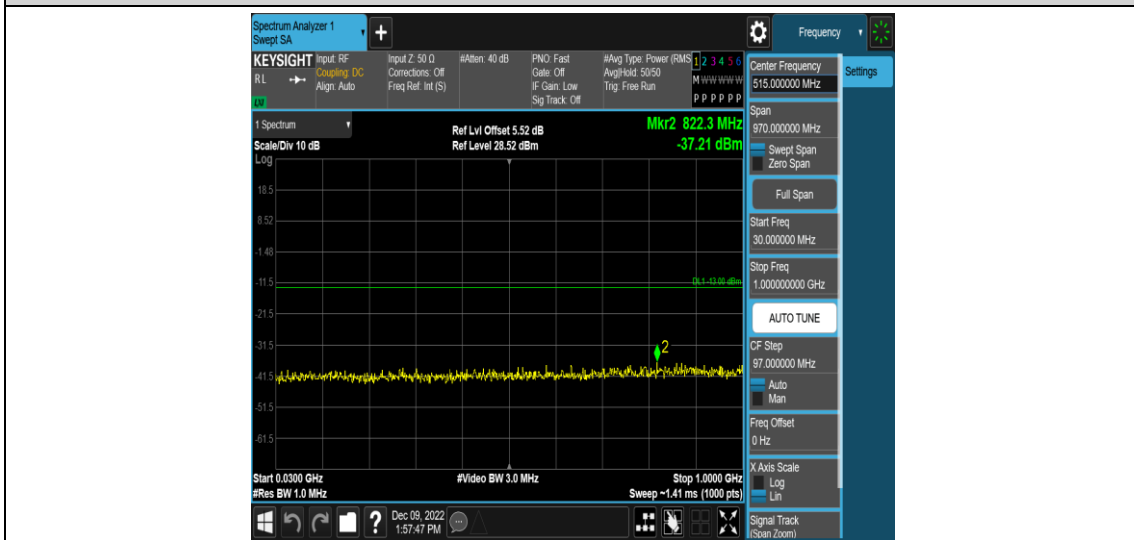 Spectrum Analyzer 1
Swept SA
+
Frequency
KEYSIGHT
RL
Input: RF
Coupling: DC
Align: Auto
Input Z: 50 Ω
Corrections: Off
Freq Ref: Int (S)
#Atten: 40 dB
PNO: Fast
Gate: Off
IF Gain: Low
Sig Track: Off
#Avg Type: Power (RMS
Avg|Hold: 50/50
Trig: Free Run
1 2 3 4 5 6
M W W W W W
P P P P P P
1 Spectrum
Scale/Div 10 dB
Log
Ref Lvl Offset 5.52 dB
Ref Level 28.52 dBm
Mkr2 822.3 MHz
-37.21 dBm
18.5
8.52
-1.48
-11.5
-21.5
-31.5
-41.5
-51.5
-61.5
DL1 -13.00 dBm
2
Start 0.0300 GHz
#Res BW 1.0 MHz
#Video BW 3.0 MHz
Stop 1.0000 GHz
Sweep ~1.41 ms (1000 pts)
?
Dec 09, 2022
1:57:47 PM
Center Frequency
515.000000 MHz
Settings
Span
970.000000 MHz
Swept Span
Zero Span
Full Span
Start Freq
30.000000 MHz
Stop Freq
1.000000000 GHz
AUTO TUNE
CF Step
97.000000 MHz
Auto
Man
Freq Offset
0 Hz
X Axis Scale
Log
Lin
Signal Track
(Span Zoom)